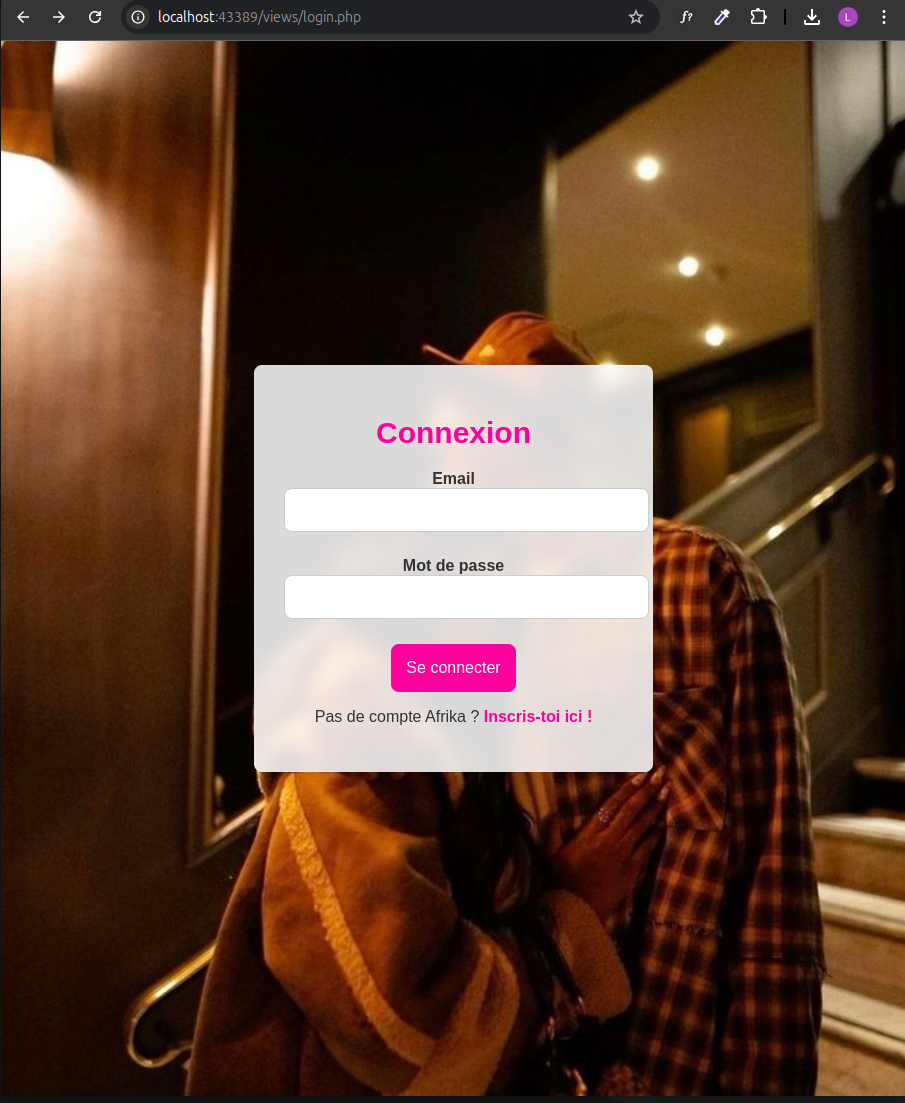 localhost:43389/views/login.php
f?
L
Connexion
Email
Mot de passe
Se connecter
Pas de compte Afrika ? Inscris-toi ici !